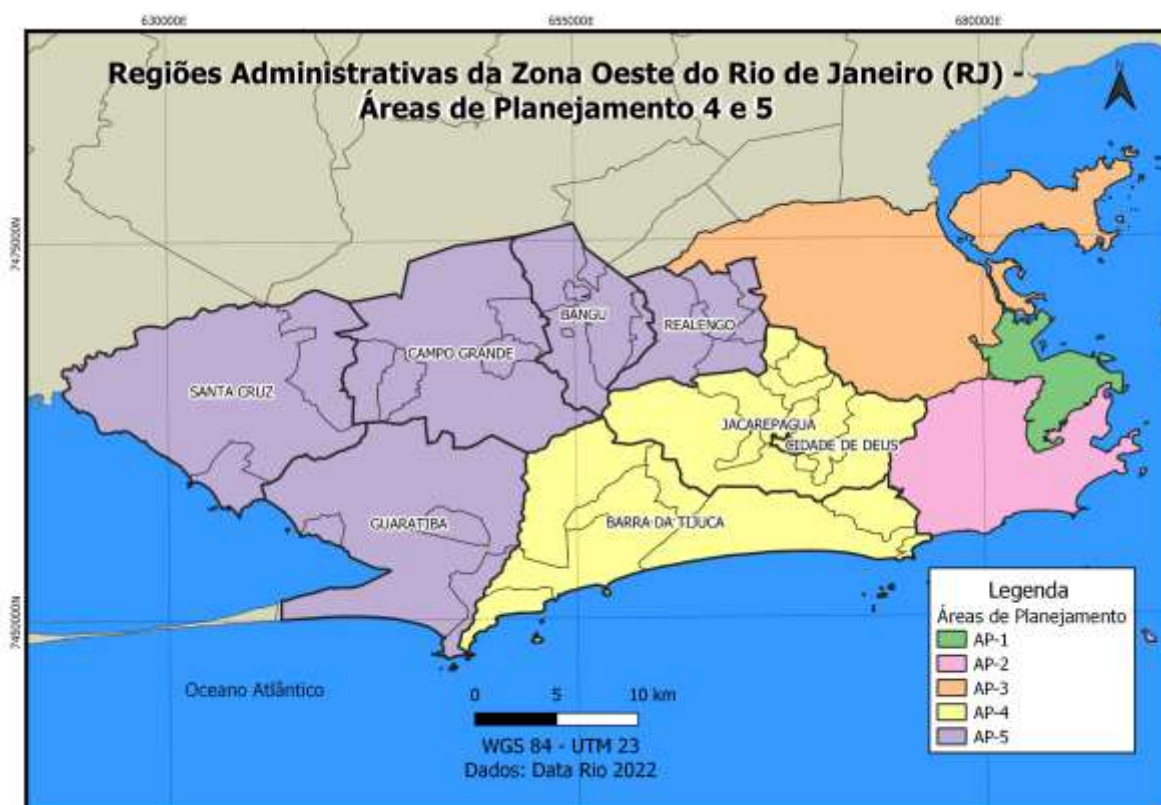 630000E
655000E
680000E
Regiões Administrativas da Zona Oeste do Rio de Janeiro (RJ) -
Áreas de Planejamento 4 e 5
N
7475000N
BANGU
REALENGO
CAMPO GRANDE
SANTA CRUZ
JACAREPAGUÁ
CIDADE DE DEUS
GUARATIBA
BARRA DA TIJUCA
7450000N
Legenda
Áreas de Planejamento
AP-1
AP-2
AP-3
AP-4
AP-5
Oceano Atlântico
0 5 10 km
WGS 84 - UTM 23
Dados: Data Rio 2022